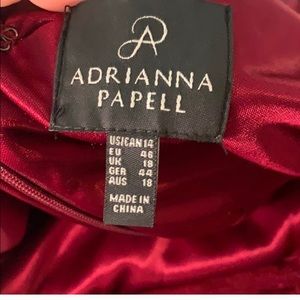 ADRIANNA
PAPELL
US/CAN 14
EU 46
UK 18
GER 44
AUS 18
MADE IN
CHINA